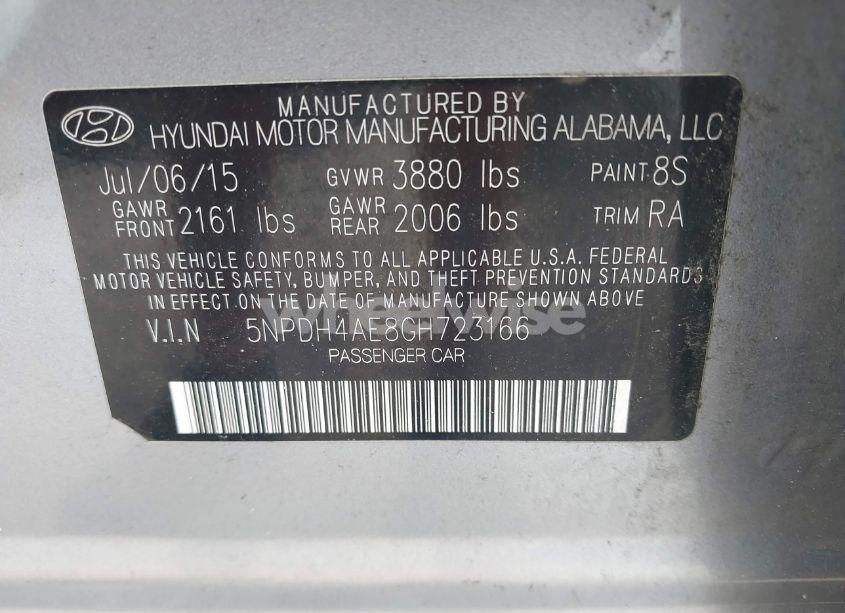 MANUFACTURED BY
HYUNDAI MOTOR MANUFACTURING ALABAMA, LLC
Jul/06/15 GVWR 3880 lbs PAINT 8S
GAWR FRONT 2161 lbs GAWR REAR 2006 lbs TRIM RA
THIS VEHICLE CONFORMS TO ALL APPLICABLE U.S.A. FEDERAL
MOTOR VEHICLE SAFETY, BUMPER, AND THEFT PREVENTION STANDARDS
IN EFFECT ON THE DATE OF MANUFACTURE SHOWN ABOVE.
wheelwise
V.I.N 5NPDH4AE8GH723166
PASSENGER CAR